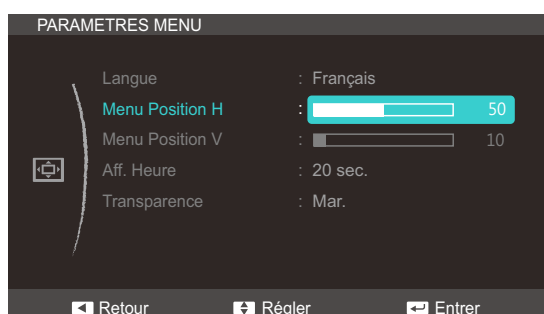 PARAMETRES MENU
Langue : Français
Menu Position H : 50
Menu Position V : 10
Aff. Heure : 20 sec.
Transparence : Mar.
Retour Régler Entrer